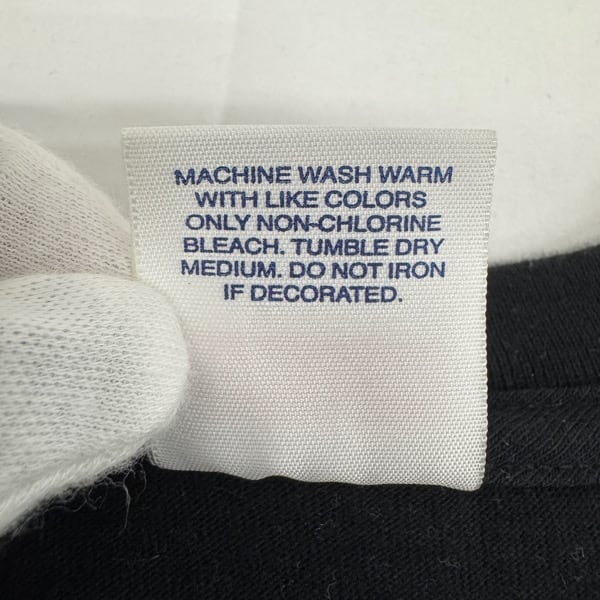 MACHINE WASH WARM
WITH LIKE COLORS
ONLY NON-CHLORINE
BLEACH. TUMBLE DRY
MEDIUM. DO NOT IRON
IF DECORATED.